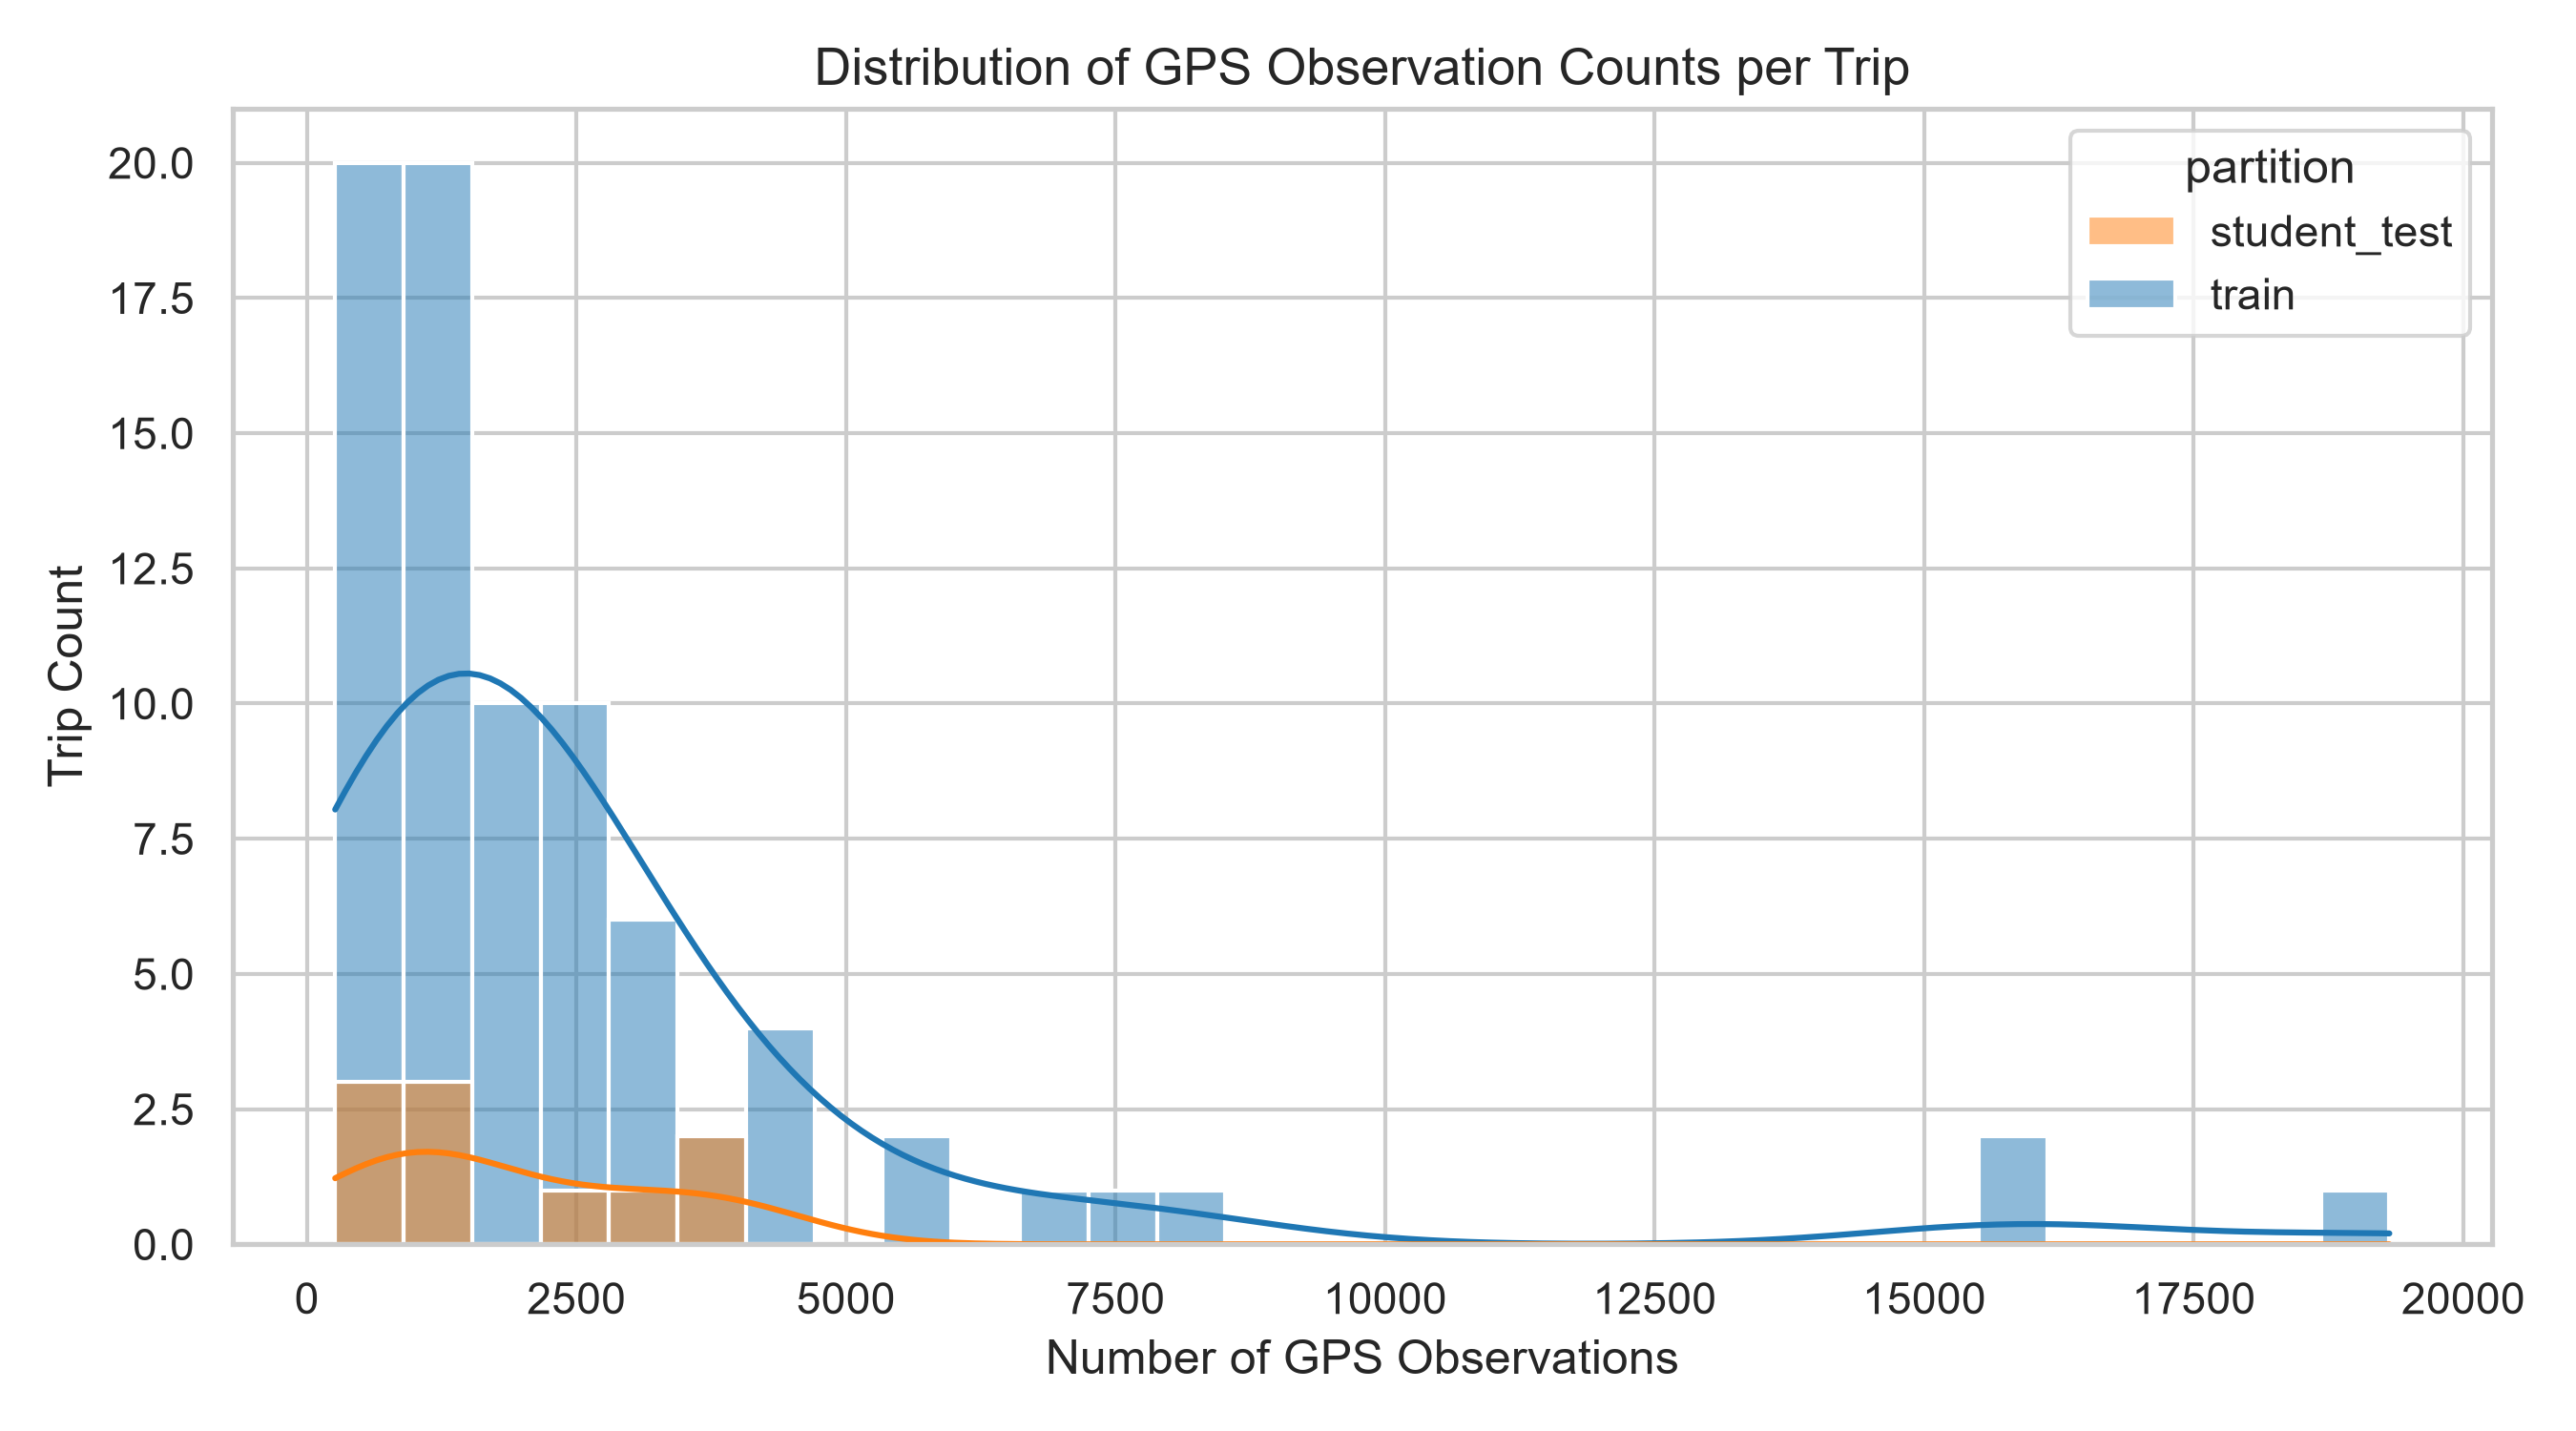 Distribution of GPS Observation Counts per Trip
partition
student_test
train
Trip Count
20.0
17.5
15.0
12.5
10.0
7.5
5.0
2.5
0.0
0 2500 5000 7500 10000 12500 15000 17500 20000
Number of GPS Observations